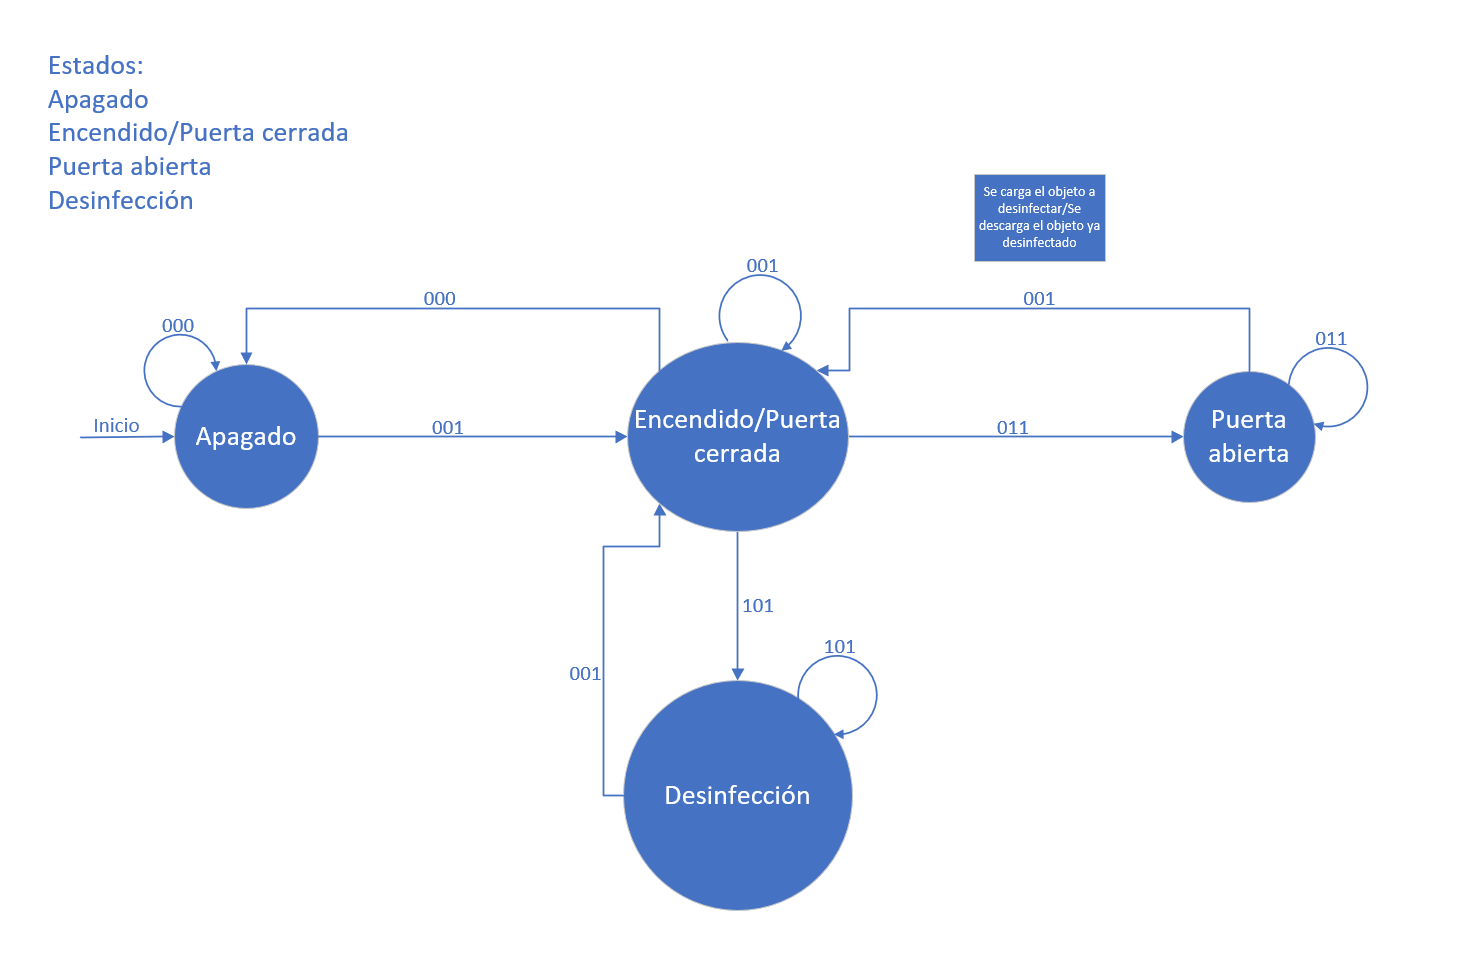 Estados:
Apagado
Encendido/Puerta cerrada
Puerta abierta
Desinfección
Se carga el objeto a
desinfectar/Se
descarga el objeto ya
desinfectado
001
000
001
000
011
Inicio
Apagado
001
Encendido/Puerta
cerrada
011
Puerta
abierta
101
101
001
Desinfección